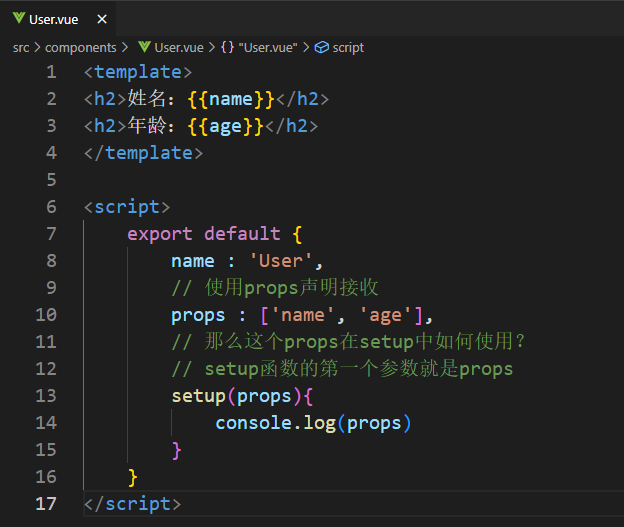 User.vue ×
src > components > User.vue > {} "User.vue" > script
1 <template>
2 <h2>姓名：{{name}}</h2>
3 <h2>年龄：{{age}}</h2>
4 </template>
5
6 <script>
7 export default {
8 name : 'User',
9 // 使用props声明接收
10 props : ['name', 'age'],
11 // 那么这个props在setup中如何使用？
12 // setup函数的第一个参数就是props
13 setup(props){
14 console.log(props)
15 }
16 }
17 </script>